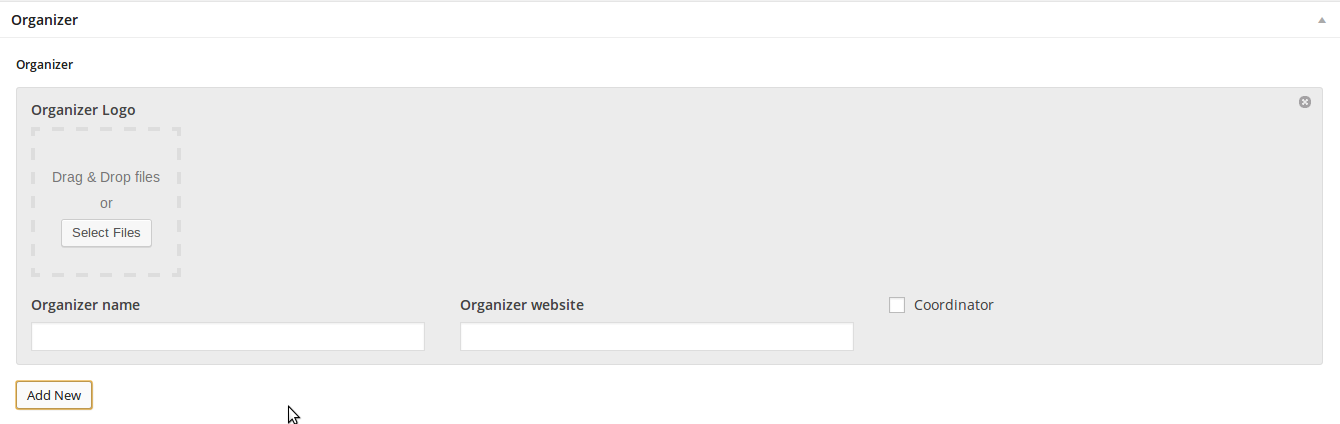 Organizer
Organizer
Organizer Logo
Drag & Drop files
or
Select Files
Organizer name
Organizer website
Coordinator
Add New